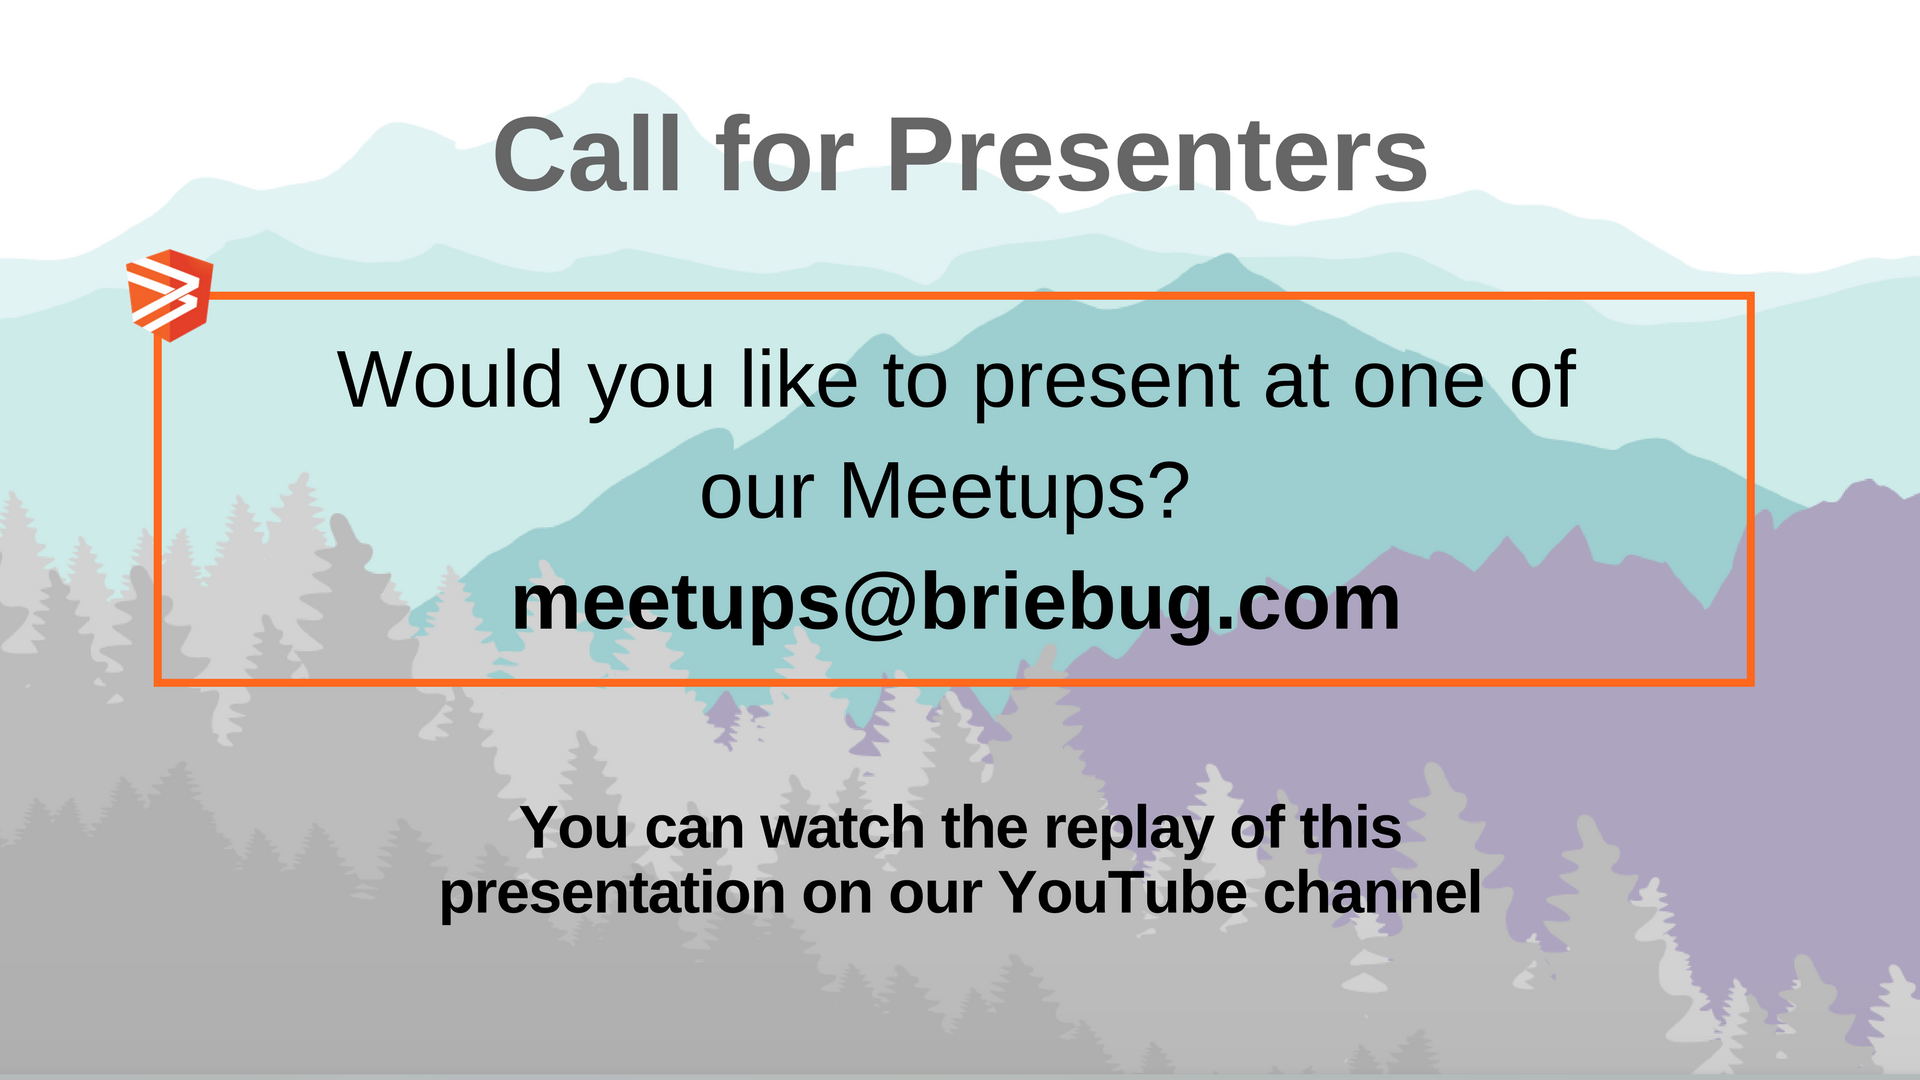 Call for Presenters
Would you like to present at one of
our Meetups?
meetups@briebug.com
You can watch the replay of this
presentation on our YouTube channel